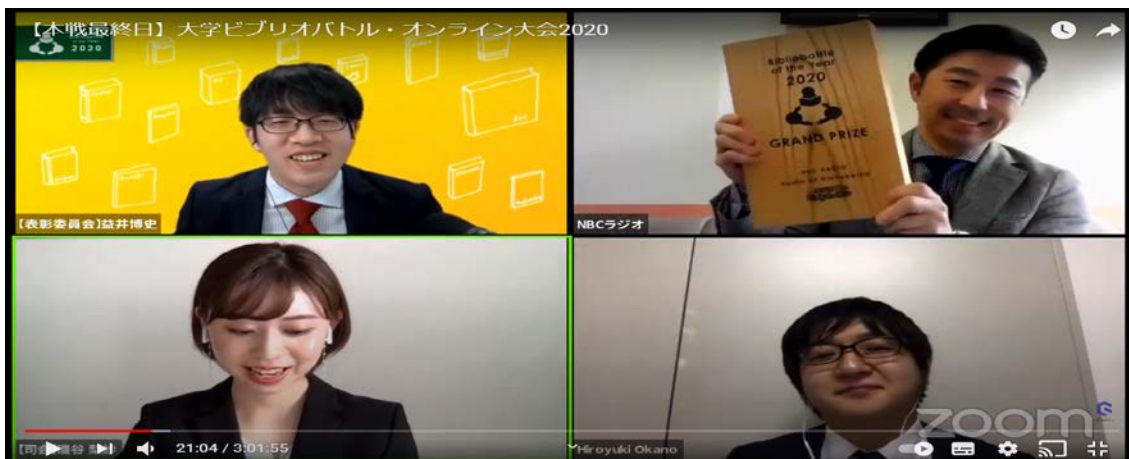 【本戦最終日】大学ビブリオバトル・オンライン大会2020
2020
Bibliobattle
of the Year
2020
GRAND PRIZE
【表彰委員会】益井博史
NBCラジオ
【司会
21:04 / 3:01:55
Hiroyuki Okano
zoom